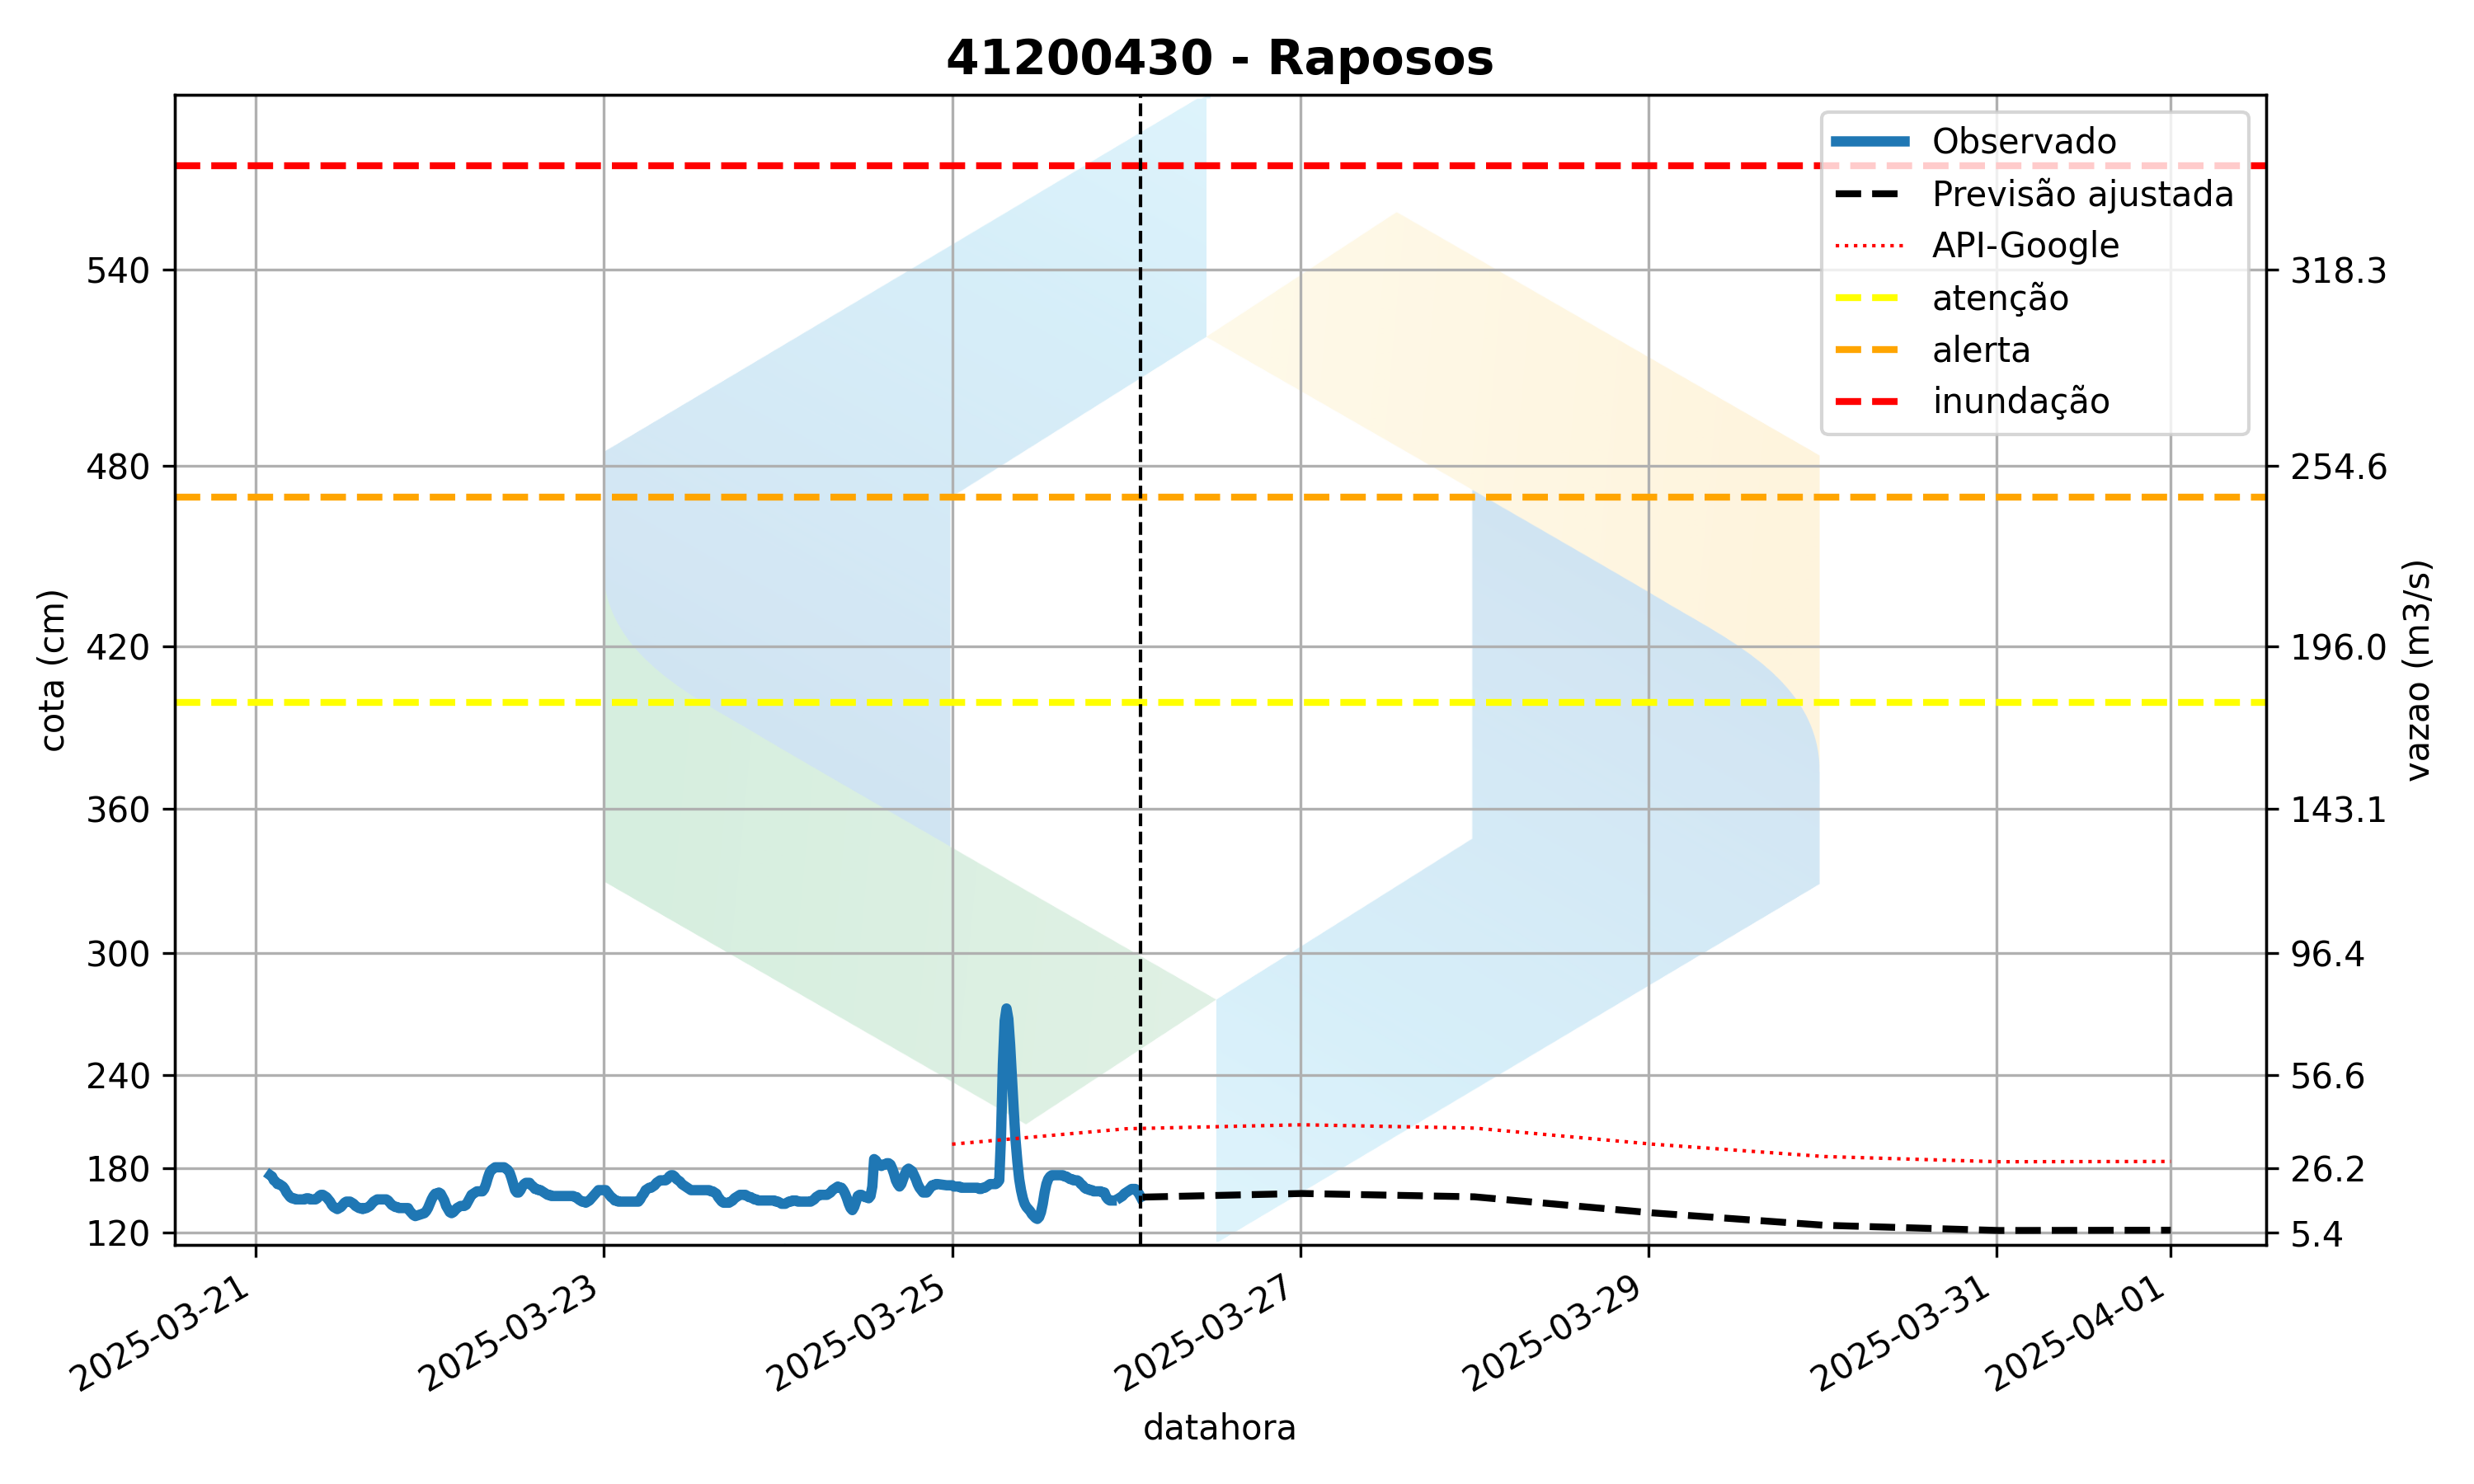 41200430 - Raposos
Observado
Previsão ajustada
API-Google
atenção
alerta
inundação
cota (cm)
540
480
420
360
300
240
180
120
318.3
254.6
196.0
143.1
96.4
56.6
26.2
5.4
vazao (m3/s)
2025-03-21
2025-03-23
2025-03-25
2025-03-27
2025-03-29
2025-03-31
2025-04-01
datahora